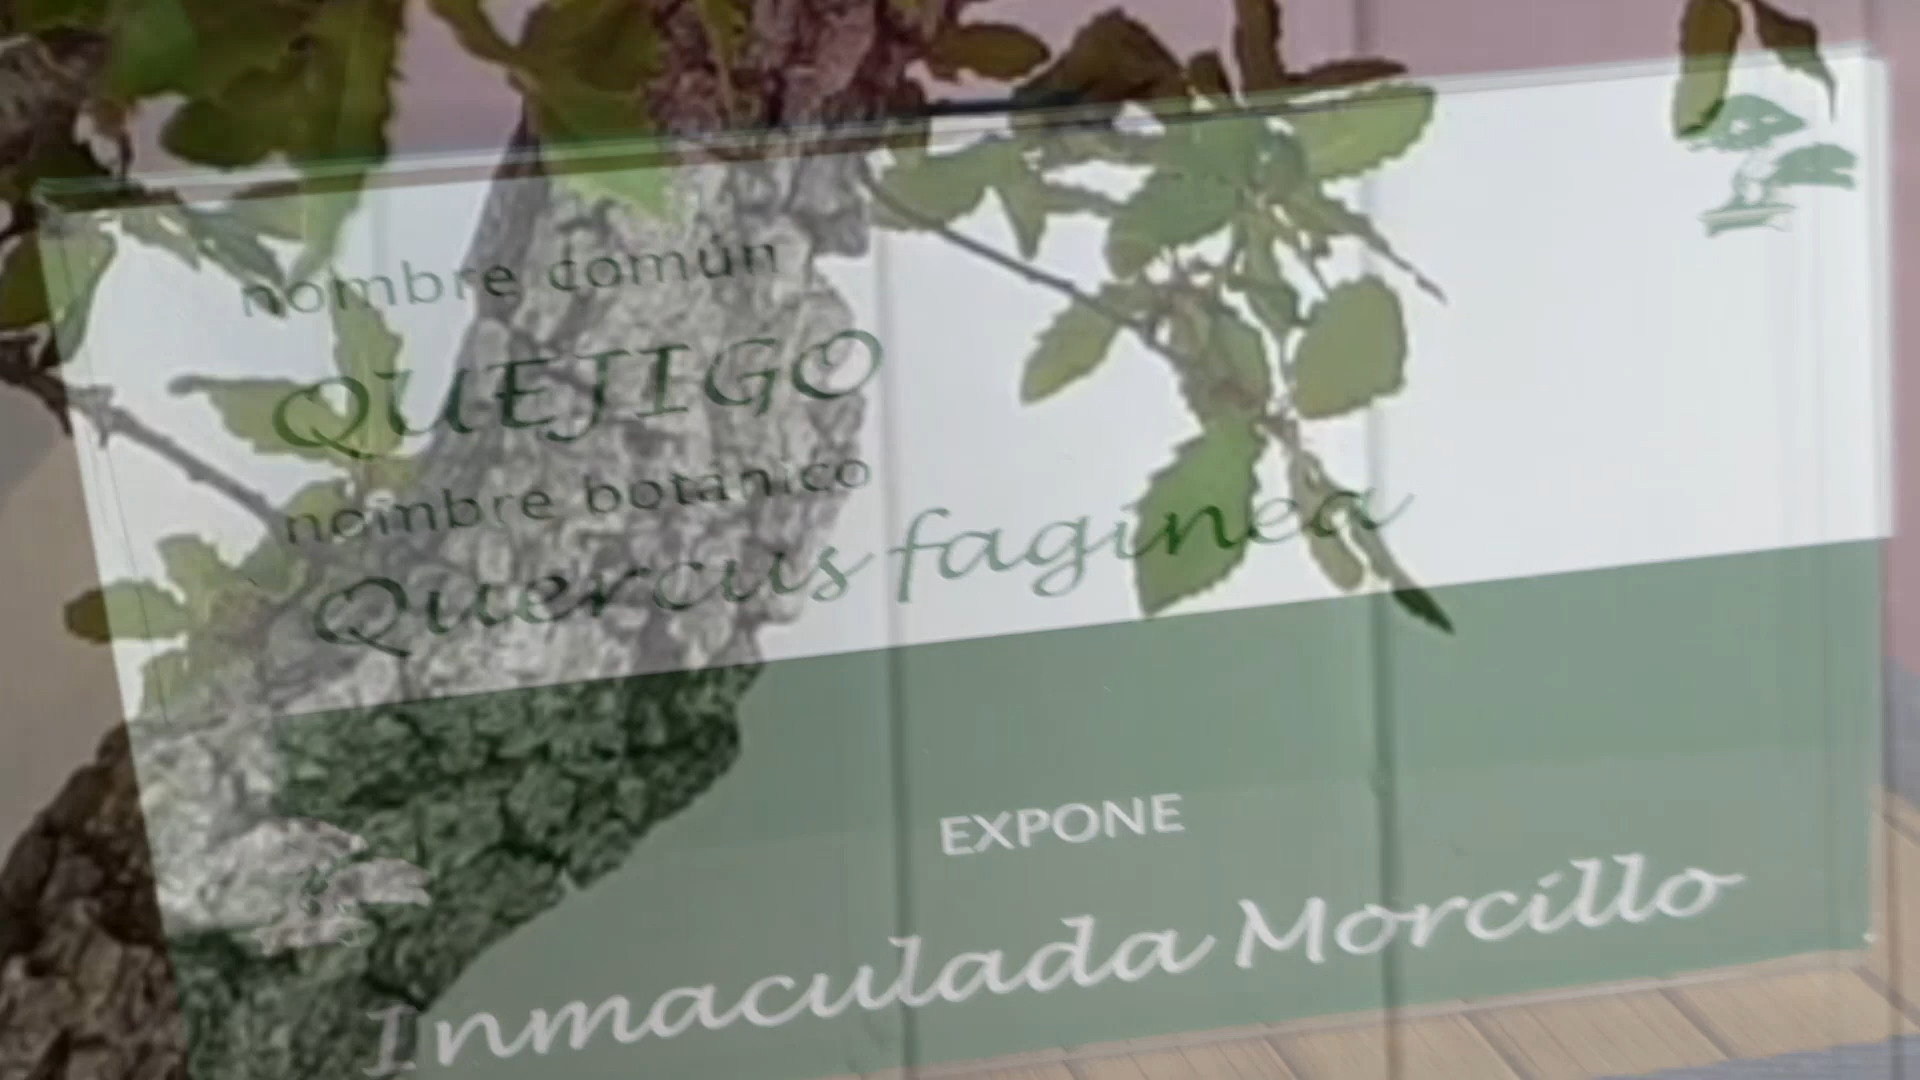 nombre común
QUEJIGO
nombre botánico
Quercus faginea
EXPONE
Inmaculada Morcillo